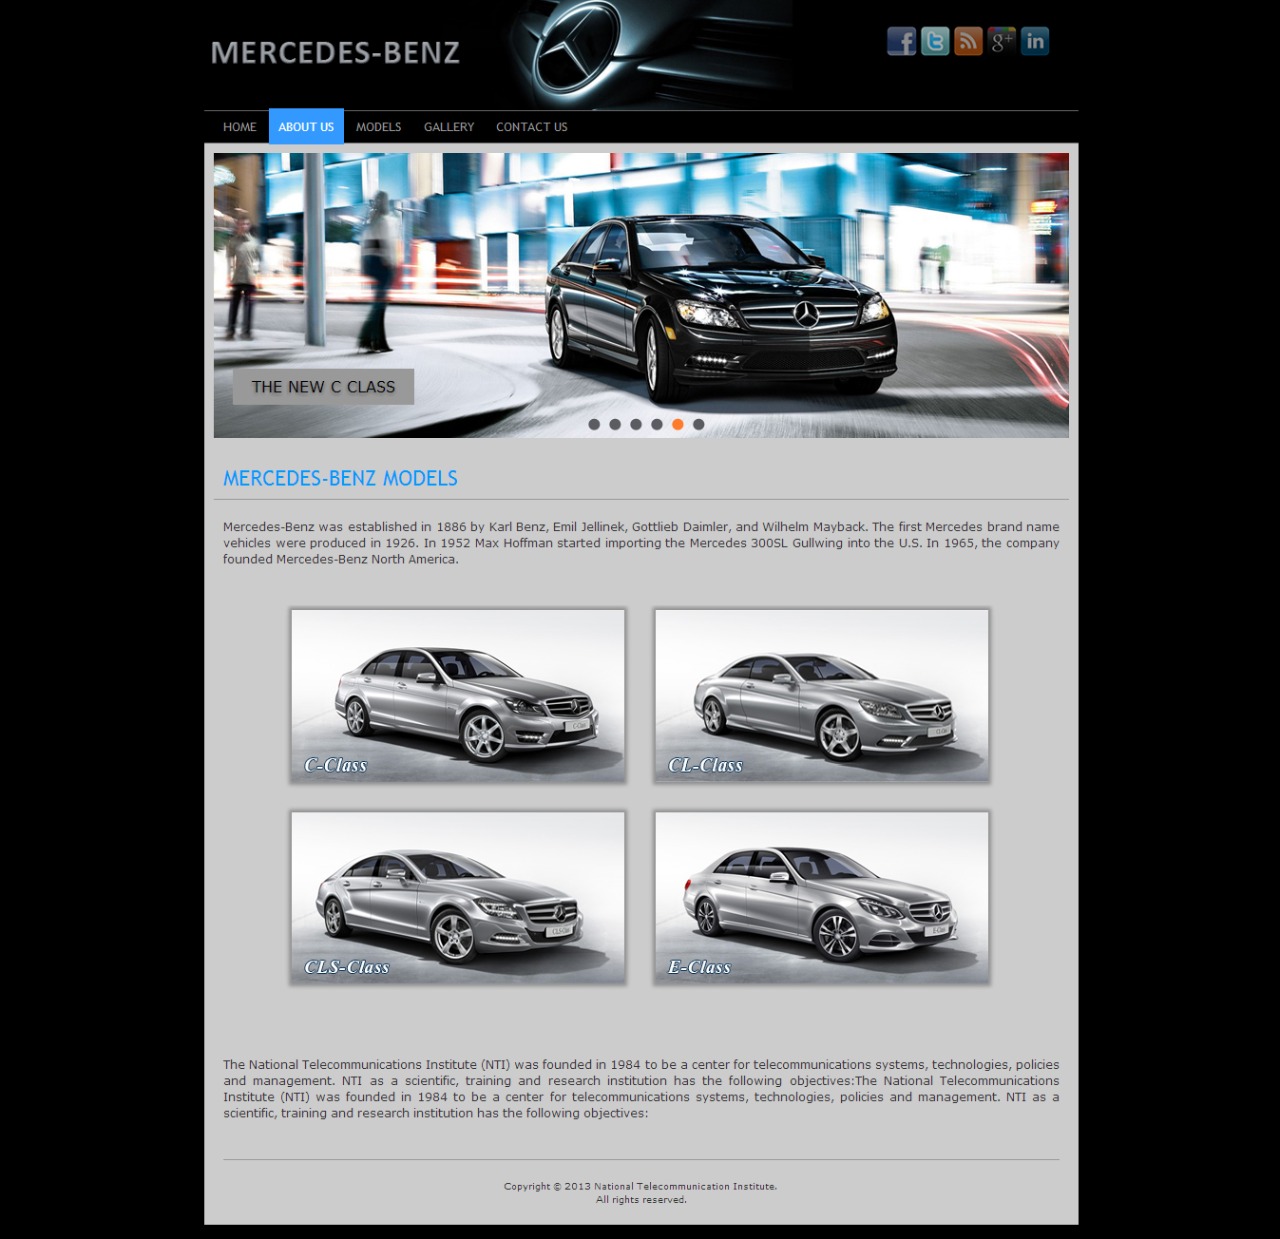 MERCEDES-BENZ
HOME ABOUT US MODELS GALLERY CONTACT US
THE NEW C CLASS
MERCEDES-BENZ MODELS
Mercedes-Benz was established in 1886 by Karl Benz, Emil Jellinek, Gottlieb Daimler, and Wilhelm Mayback. The first Mercedes brand name
vehicles were produced in 1926. In 1952 Max Hoffman started importing the Mercedes 300SL Gullwing into the U.S. In 1965, the company
founded Mercedes-Benz North America.
C-Class
CL-Class
CLS-Class
E-Class
The National Telecommunications Institute (NTI) was founded in 1984 to be a center for telecommunications systems, technologies, policies
and management. NTI as a scientific, training and research institution has the following objectives:The National Telecommunications
Institute (NTI) was founded in 1984 to be a center for telecommunications systems, technologies, policies and management. NTI as a
scientific, training and research institution has the following objectives:
Copyright © 2013 National Telecommunication Institute.
All rights reserved.